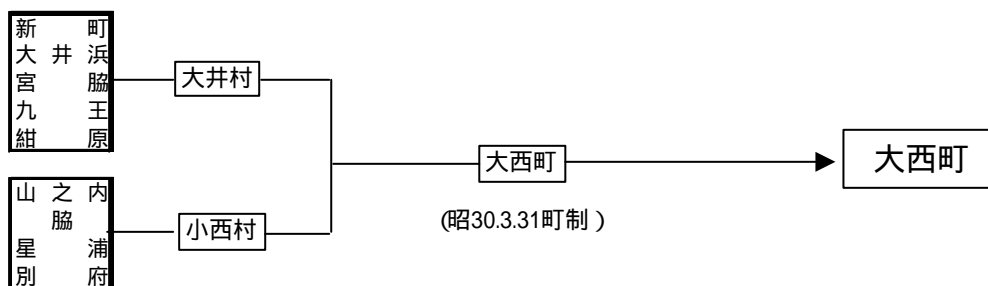 新町
大井浜
宮脇
九王
紺原
大井村
山之内
脇
星浦
別府
小西村
大西町
(昭30.3.31町制)
大西町